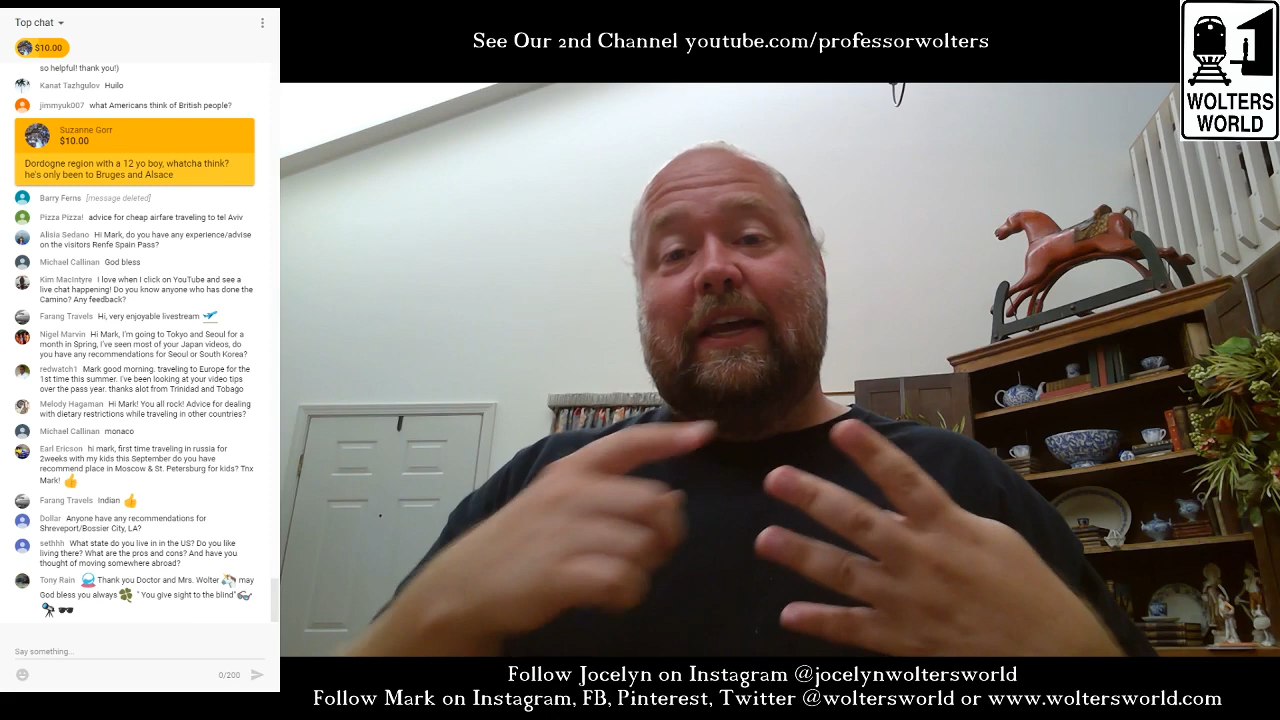 Top chat
$10.00
so helpful! thank you!)
Kanat Tazhgulov Huilo
jimmyuk007 what Americans think of British people?
Suzanne Gorr
$10.00
Dordogne region with a 12 yo boy, whatcha think?
he's only been to Bruges and Alsace
Barry Ferns [message deleted]
Pizza Pizza! advice for cheap airfare traveling to tel Aviv
Alisia Sedano Hi Mark, do you have any experience/advise
on the visitors Renfe Spain Pass?
Michael Callinan God bless
Kim MacIntyre I love when I click on YouTube and see a
live chat happening! Do you know anyone who has done the
Camino? Any feedback?
Farang Travels Hi, very enjoyable livestream
Nigel Marvin Hi Mark, I'm going to Tokyo and Seoul for a
month in Spring, I've seen most of your Japan videos, do
you have any recommendations for Seoul or South Korea?
redwatch1 Mark good morning. traveling to Europe for the
1st time this summer. I've been looking at your video tips
over the pass year. thanks alot from Trinidad and Tobago
Melody Hagaman Hi Mark! You all rock! Advice for dealing
with dietary restrictions while traveling in other countries?
Michael Callinan monaco
Earl Ericson hi mark, first time traveling in russia for
2weeks with my kids this September do you have
recommend place in Moscow & St. Petersburg for kids? Tnx
Mark! 👍
Farang Travels Indian 👍
Dollar Anyone have any recommendations for
Shreveport/Bossier City, LA?
sethhh What state do you live in in the US? Do you like
living there? What are the pros and cons? And have you
thought of moving somewhere abroad?
Tony Rain Thank you Doctor and Mrs. Wolter may
God bless you always 🍀 " You give sight to the blind"
Say something...
0/200
See Our 2nd Channel youtube.com/professorwolters
WOLTERS
WORLD
Follow Jocelyn on Instagram @jocelynwoltersworld
Follow Mark on Instagram, FB, Pinterest, Twitter @woltersworld or www.woltersworld.com